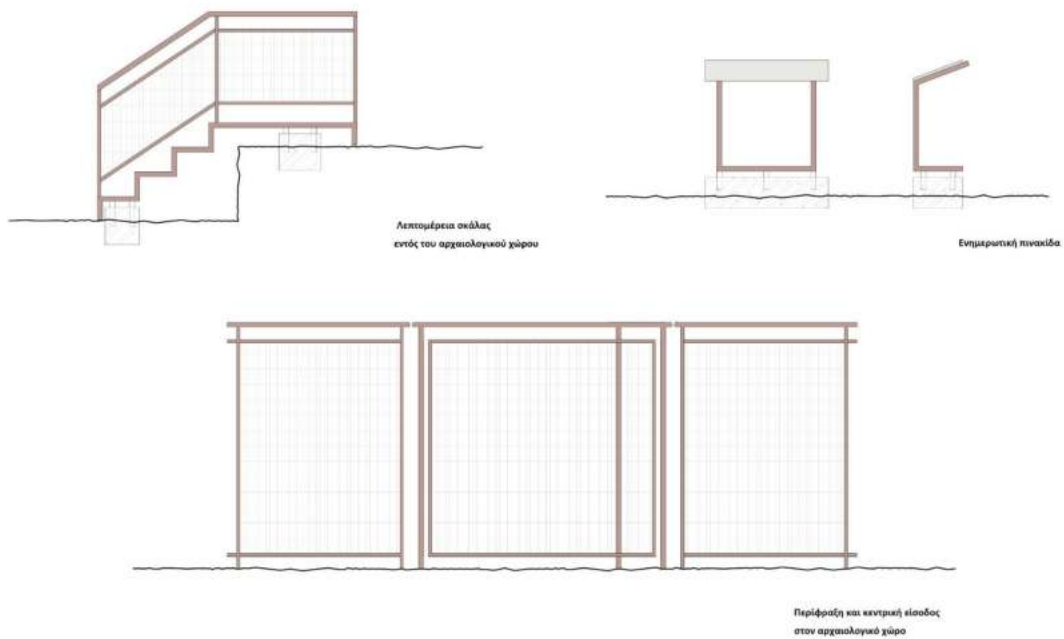 Λεπτομέρεια σκάλας
εντός του αρχαιολογικού χώρου
Ενημερωτική πινακίδα
Περίφραξη και κεντρική είσοδος
στον αρχαιολογικό χώρο